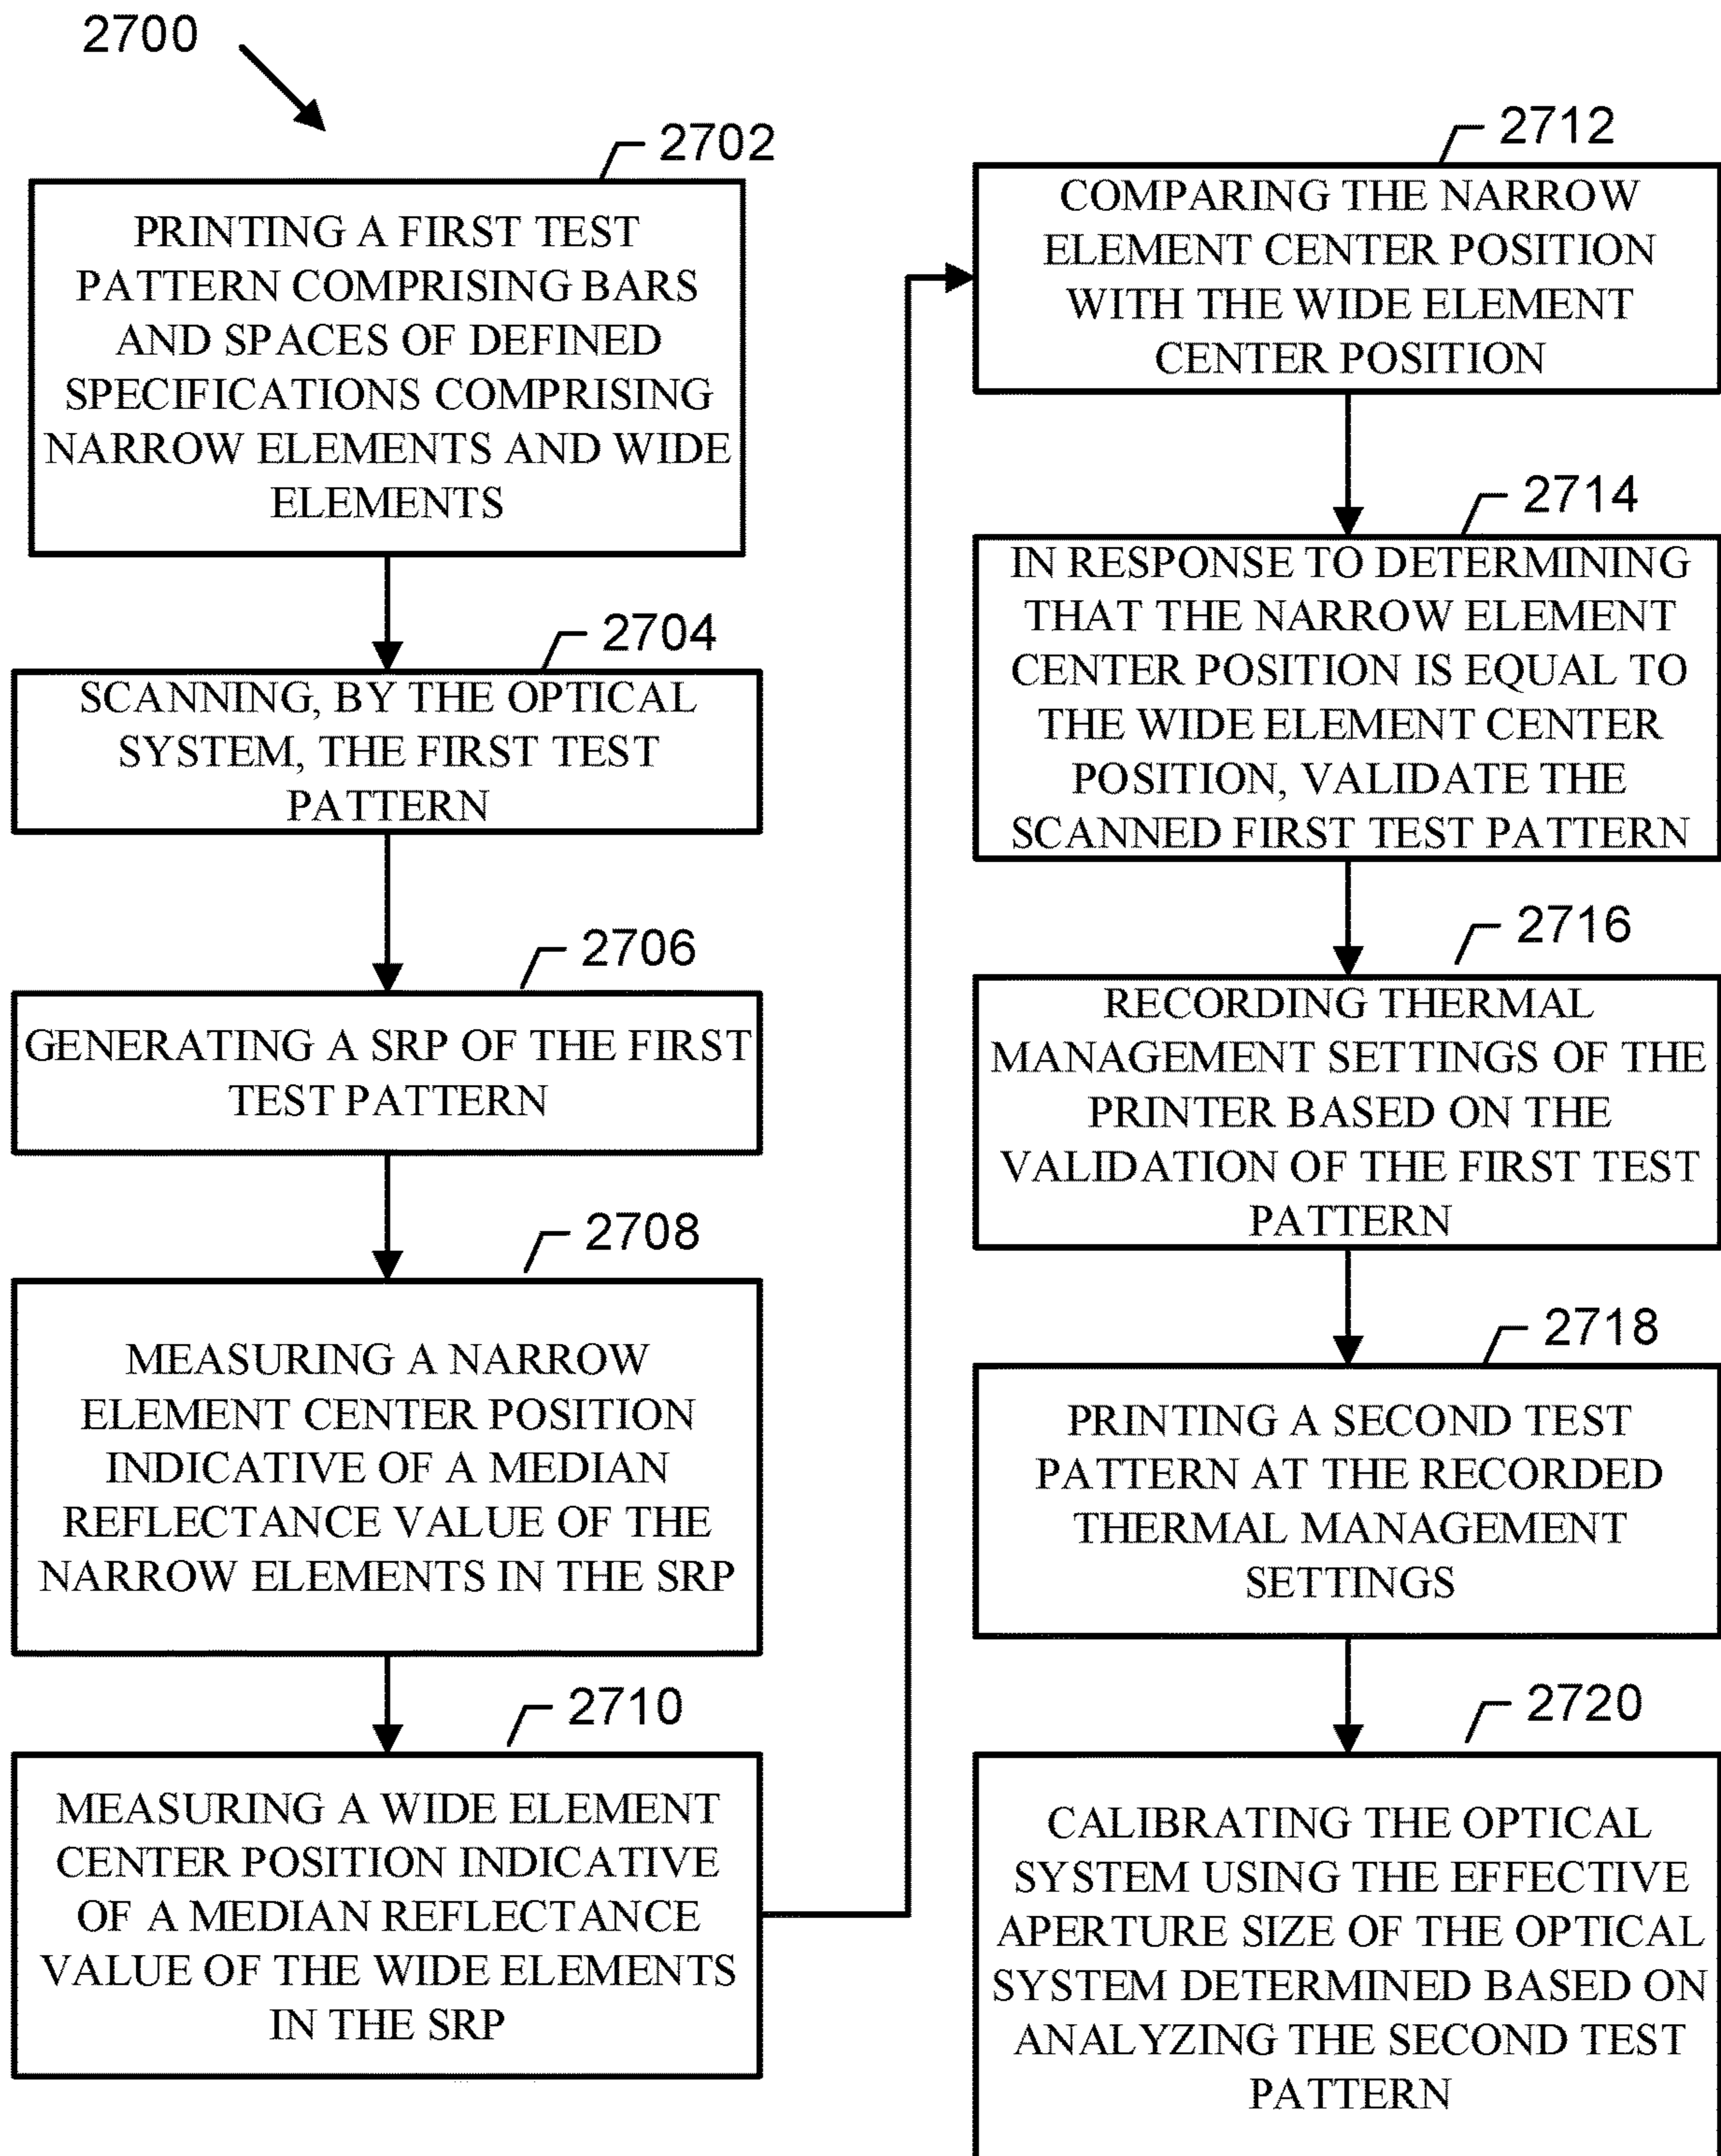 2700
2702
PRINTING A FIRST TEST
PATTERN COMPRISING BARS
AND SPACES OF DEFINED
SPECIFICATIONS COMPRISING
NARROW ELEMENTS AND WIDE
ELEMENTS
2704
SCANNING, BY THE OPTICAL
SYSTEM, THE FIRST TEST
PATTERN
2706
GENERATING A SRP OF THE FIRST
TEST PATTERN
2708
MEASURING A NARROW
ELEMENT CENTER POSITION
INDICATIVE OF A MEDIAN
REFLECTANCE VALUE OF THE
NARROW ELEMENTS IN THE SRP
2710
MEASURING A WIDE ELEMENT
CENTER POSITION INDICATIVE
OF A MEDIAN REFLECTANCE
VALUE OF THE WIDE ELEMENTS
IN THE SRP
2712
COMPARING THE NARROW
ELEMENT CENTER POSITION
WITH THE WIDE ELEMENT
CENTER POSITION
2714
IN RESPONSE TO DETERMINING
THAT THE NARROW ELEMENT
CENTER POSITION IS EQUAL TO
THE WIDE ELEMENT CENTER
POSITION, VALIDATE THE
SCANNED FIRST TEST PATTERN
2716
RECORDING THERMAL
MANAGEMENT SETTINGS OF THE
PRINTER BASED ON THE
VALIDATION OF THE FIRST TEST
PATTERN
2718
PRINTING A SECOND TEST
PATTERN AT THE RECORDED
THERMAL MANAGEMENT
SETTINGS
2720
CALIBRATING THE OPTICAL
SYSTEM USING THE EFFECTIVE
APERTURE SIZE OF THE OPTICAL
SYSTEM DETERMINED BASED ON
ANALYZING THE SECOND TEST
PATTERN